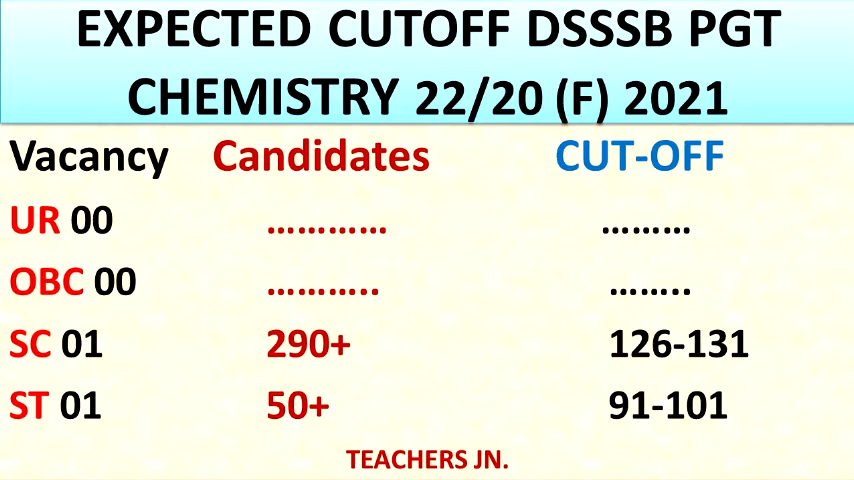 EXPECTED CUTOFF DSSSB PGT
CHEMISTRY 22/20 (F) 2021
Vacancy Candidates CUT-OFF
UR 00 ………… ………
OBC 00 ……….. ……..
SC 01 290+ 126-131
ST 01 50+ 91-101
TEACHERS JN.